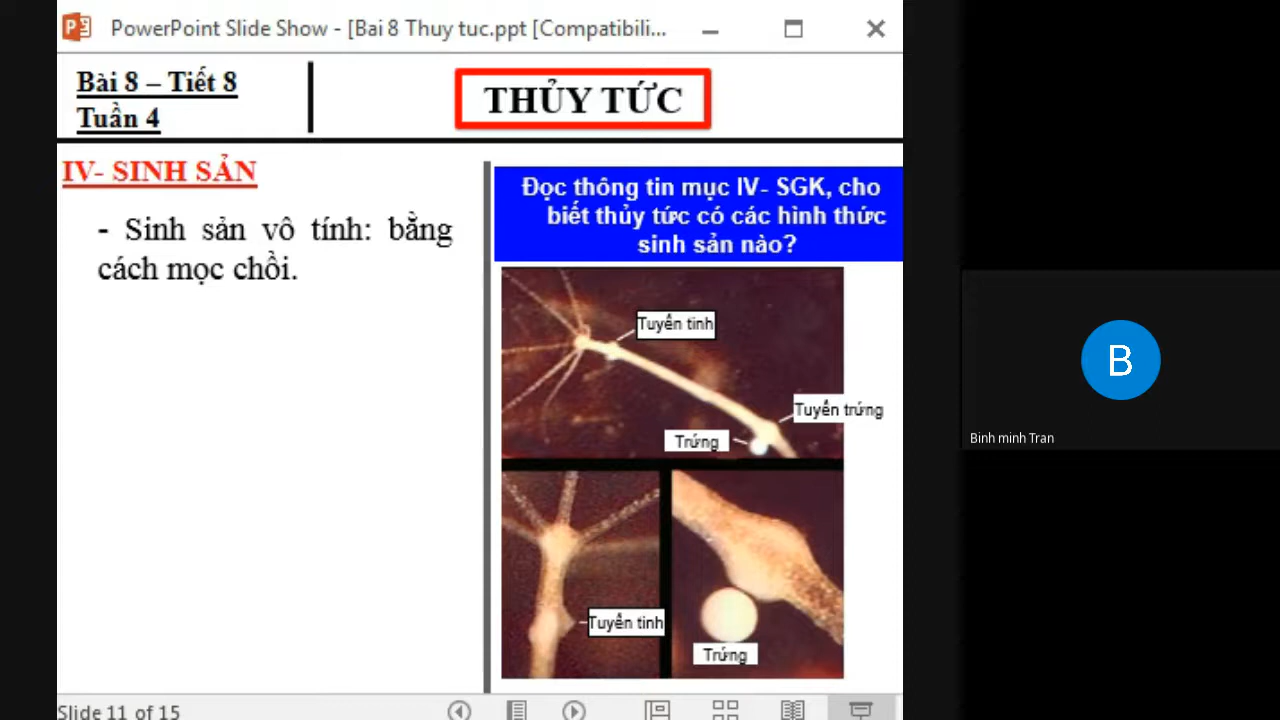 PowerPoint Slide Show - [Bai 8 Thuy tuc.ppt [Compatibili...
Bài 8 – Tiết 8
Tuần 4
THỦY TỨC
IV- SINH SẢN
- Sinh sản vô tính: bằng
cách mọc chồi.
Đọc thông tin mục IV- SGK, cho
biết thủy tức có các hình thức
sinh sản nào?
Tuyến tinh
Tuyến trứng
Trứng
Tuyến tinh
Trứng
B
Binh minh Tran
Slide 11 of 15